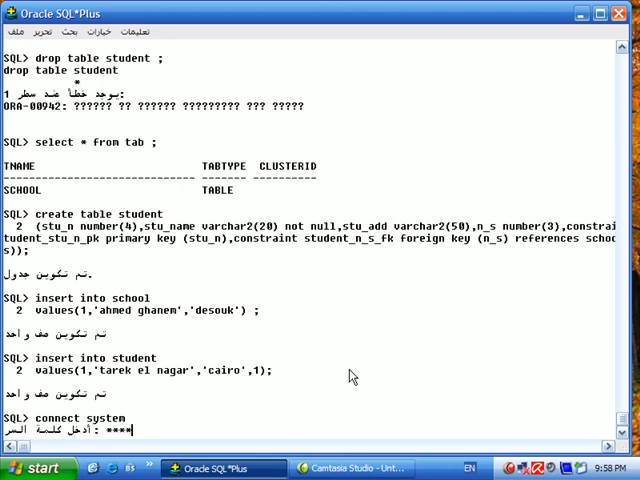 Oracle SQL*Plus
ملف تحرير بحث خيارات تعليمات
SQL> drop table student ;
drop table student
*
يوجد خطأ عند سطر 1:
ORA-00942: ?????? ?? ?????? ????????? ??? ?????
SQL> select * from tab ;
TNAME TABTYPE CLUSTERID
------------------------------ ------- ----------
SCHOOL TABLE
SQL> create table student
2 (stu_n number(4),stu_name varchar2(20) not null,stu_add varchar2(50),n_s number(3),constrai
tudent_stu_n_pk primary key (stu_n),constraint student_n_s_fk foreign key (n_s) references schoo
s));
تم تكوين جدول.
SQL> insert into school
2 values(1,'ahmed ghanem','desouk') ;
تم تكوين صف واحد
SQL> insert into student
2 values(1,'tarek el nagar','cairo',1);
تم تكوين صف واحد
SQL> connect system
أدخل كلمة السر : ****
start
Oracle SQL*Plus
Camtasia Studio - Unt...
EN
9:58 PM